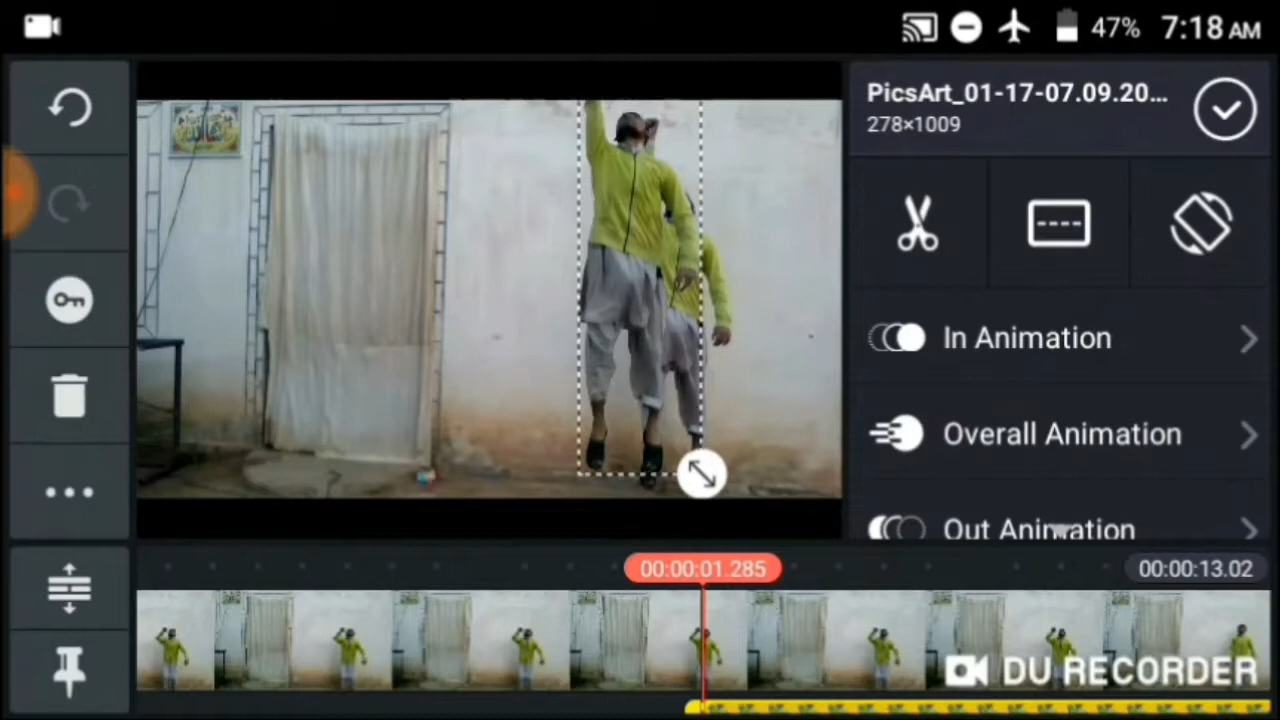 47% 7:18 AM
PicsArt_01-17-07.09.20...
278×1009
In Animation
Overall Animation
Out Animation
00:00:01.285
00:00:13.02
DU RECORDER